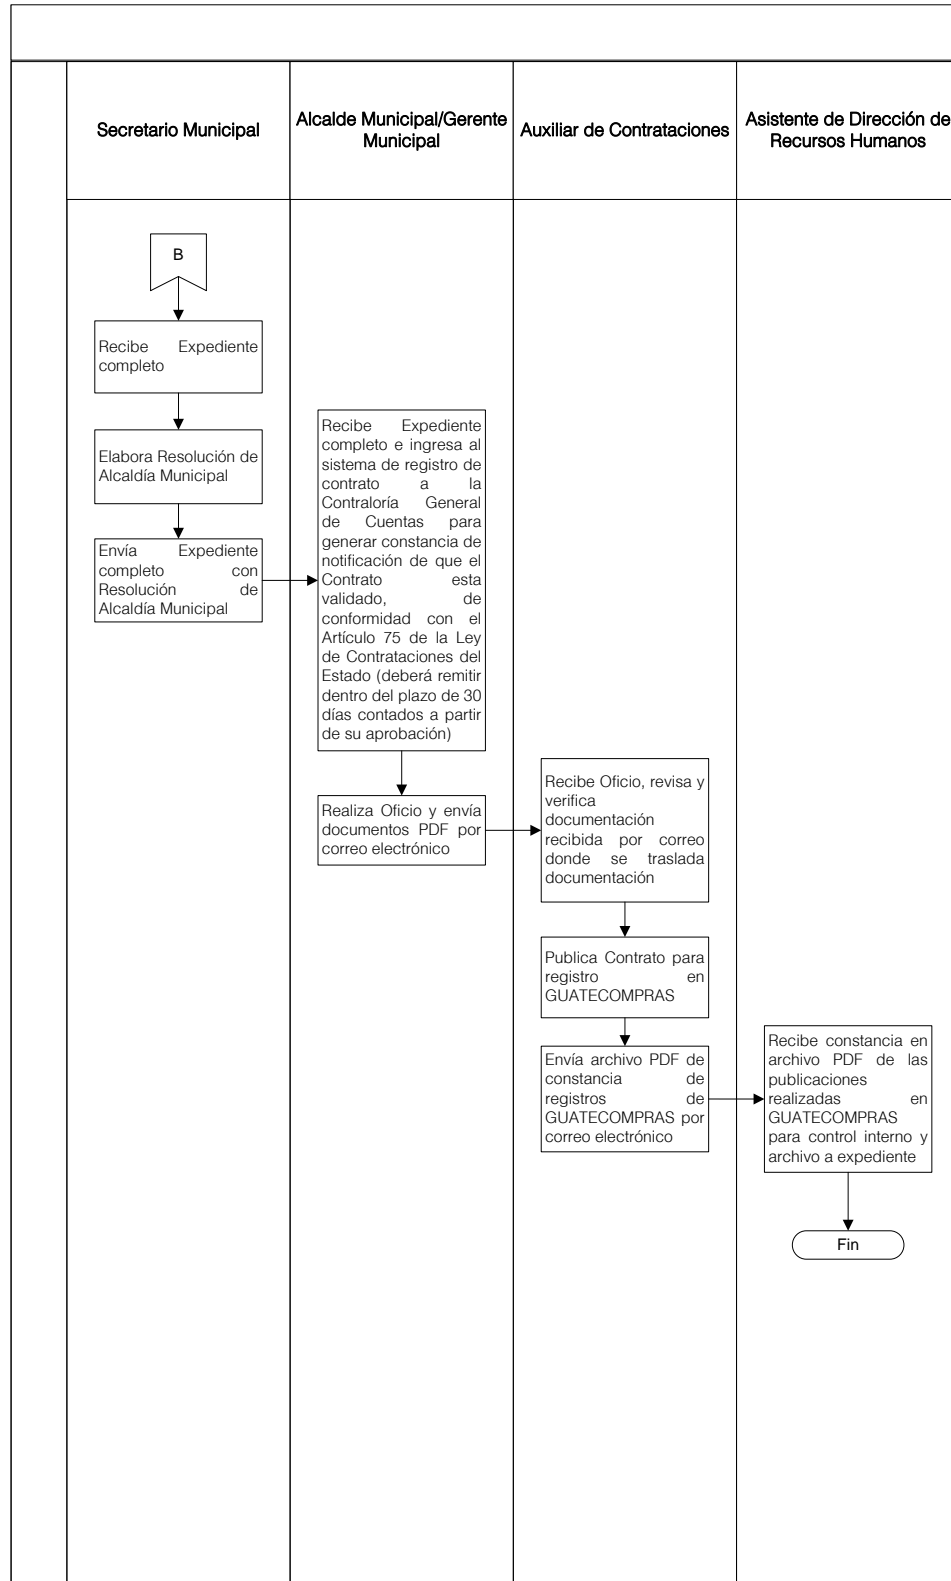 Secretario Municipal
Alcalde Municipal/Gerente
Municipal
Auxiliar de Contrataciones
Asistente de Dirección de
Recursos Humanos
B
Recibe Expediente
completo
Elabora Resolución de
Alcaldía Municipal
Envía Expediente
completo con
Resolución de
Alcaldía Municipal
Recibe Expediente
completo e ingresa al
sistema de registro de
contrato a la
Contraloría General
de Cuentas para
generar constancia de
notificación de que el
Contrato esta
validado, de
conformidad con el
Artículo 75 de la Ley
de Contrataciones del
Estado (deberá remitir
dentro del plazo de 30
días contados a partir
de su aprobación)
Realiza Oficio y envía
documentos PDF por
correo electrónico
Recibe Oficio, revisa y
verifica
documentación
recibida por correo
donde se traslada
documentación
Publica Contrato para
registro en
GUATECOMPRAS
Envía archivo PDF de
constancia de
registros de
GUATECOMPRAS por
correo electrónico
Recibe constancia en
archivo PDF de las
publicaciones
realizadas en
GUATECOMPRAS
para control interno y
archivo a expediente
Fin